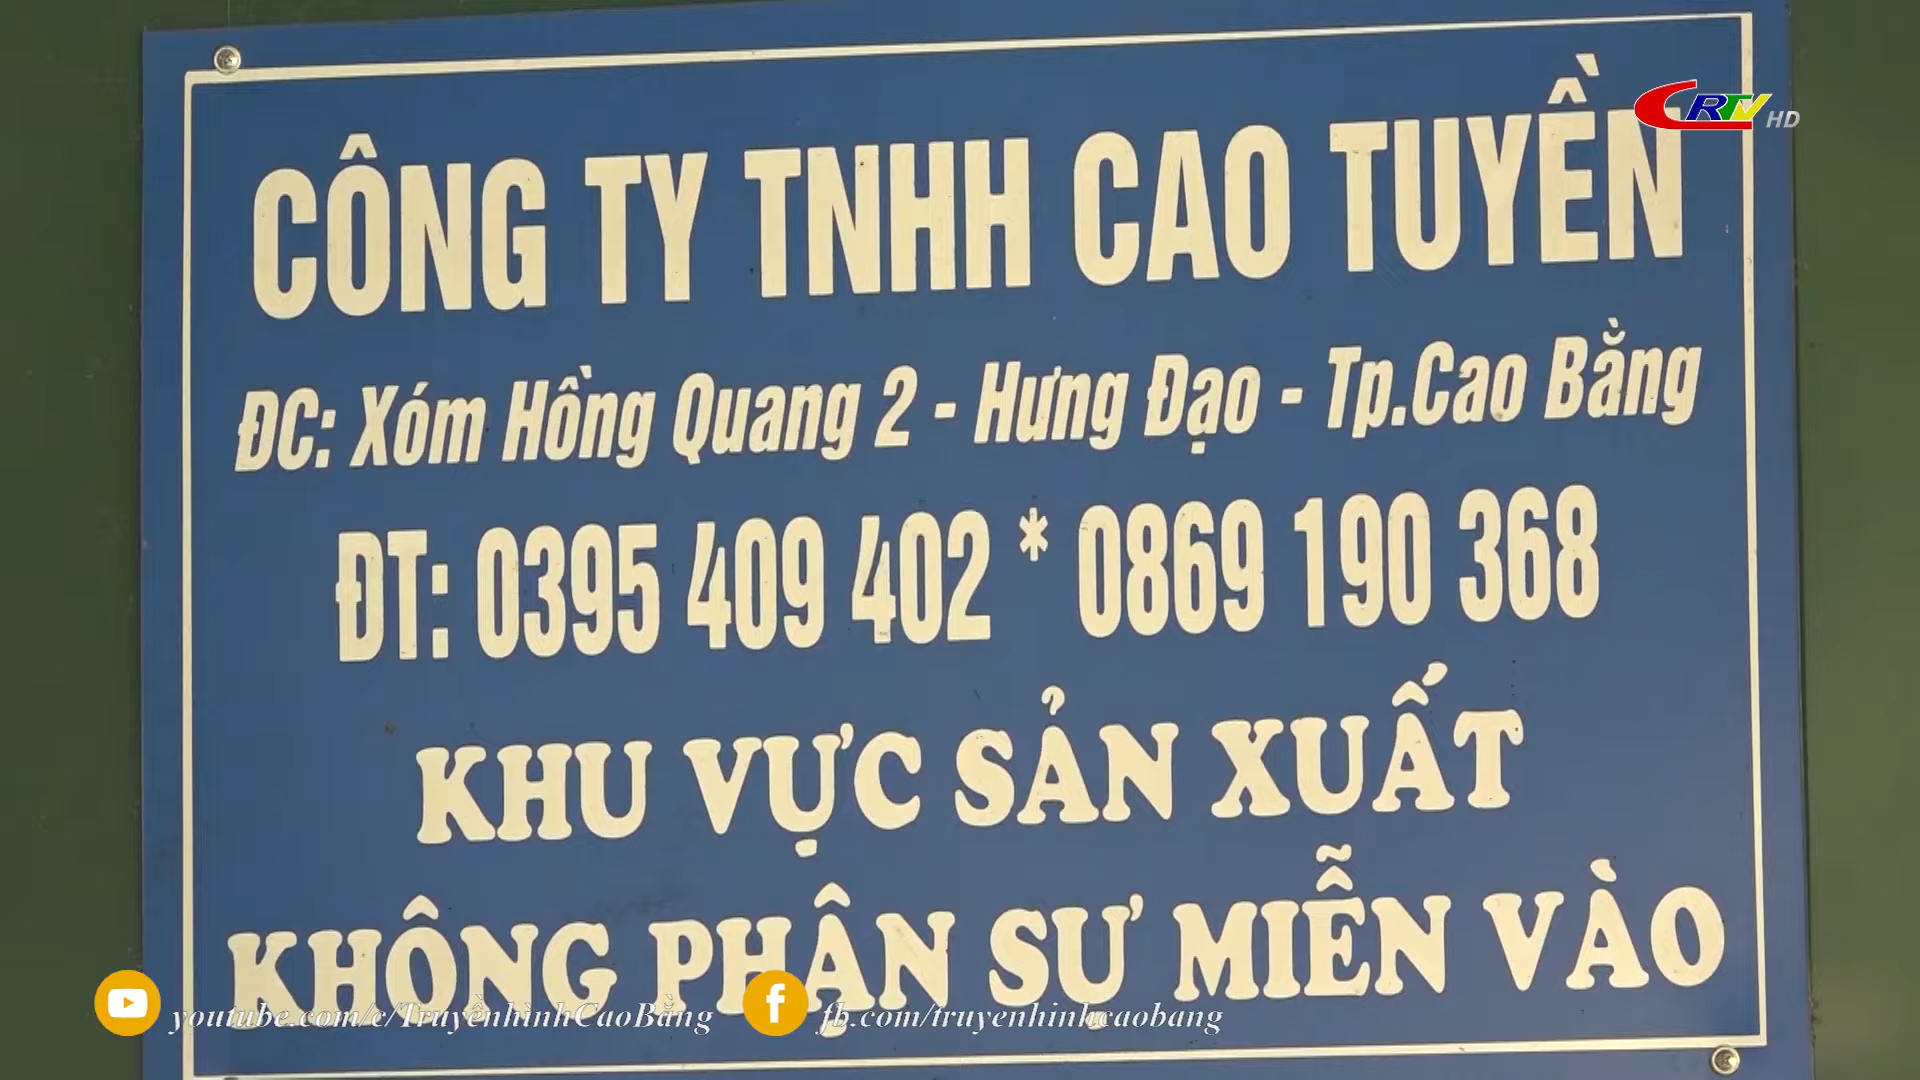 CRTV HD
CÔNG TY TNHH CAO TUYỀN
ĐC: Xóm Hồng Quang 2 - Hưng Đạo - Tp.Cao Bằng
ĐT: 0395 409 402 * 0869 190 368
KHU VỰC SẢN XUẤT
KHÔNG PHẬN SƯ MIỄN VÀO
youtube.com/c/TruyềnhìnhCaoBằng fb.com/truyenhinhcaobang